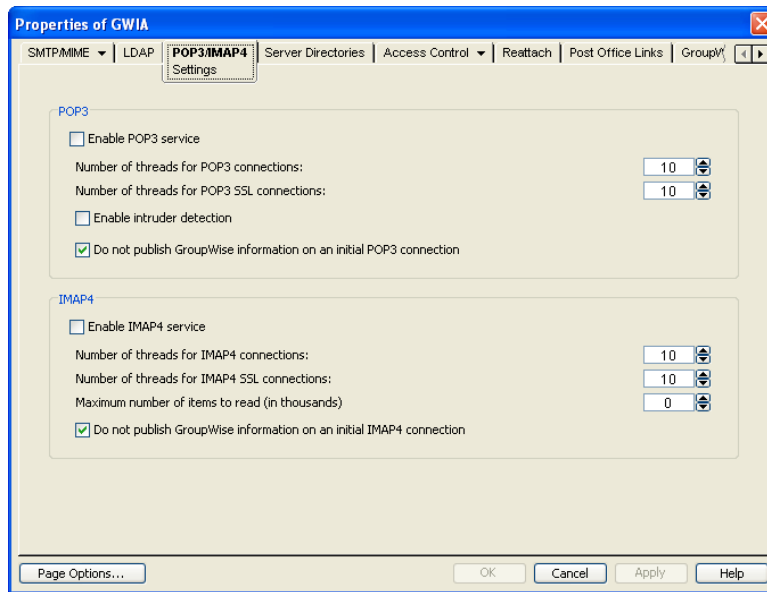 Properties of GWIA
SMTP/MIME LDAP POP3/IMAP4 Server Directories Access Control Reattach Post Office Links
Settings
POP3
Enable POP3 service
Number of threads for POP3 connections: 10
Number of threads for POP3 SSL connections: 10
Enable intruder detection
Do not publish GroupWise information on an initial POP3 connection
IMAP4
Enable IMAP4 service
Number of threads for IMAP4 connections: 10
Number of threads for IMAP4 SSL connections: 10
Maximum number of items to read (in thousands) 0
Do not publish GroupWise information on an initial IMAP4 connection
Page Options... OK Cancel Apply Help